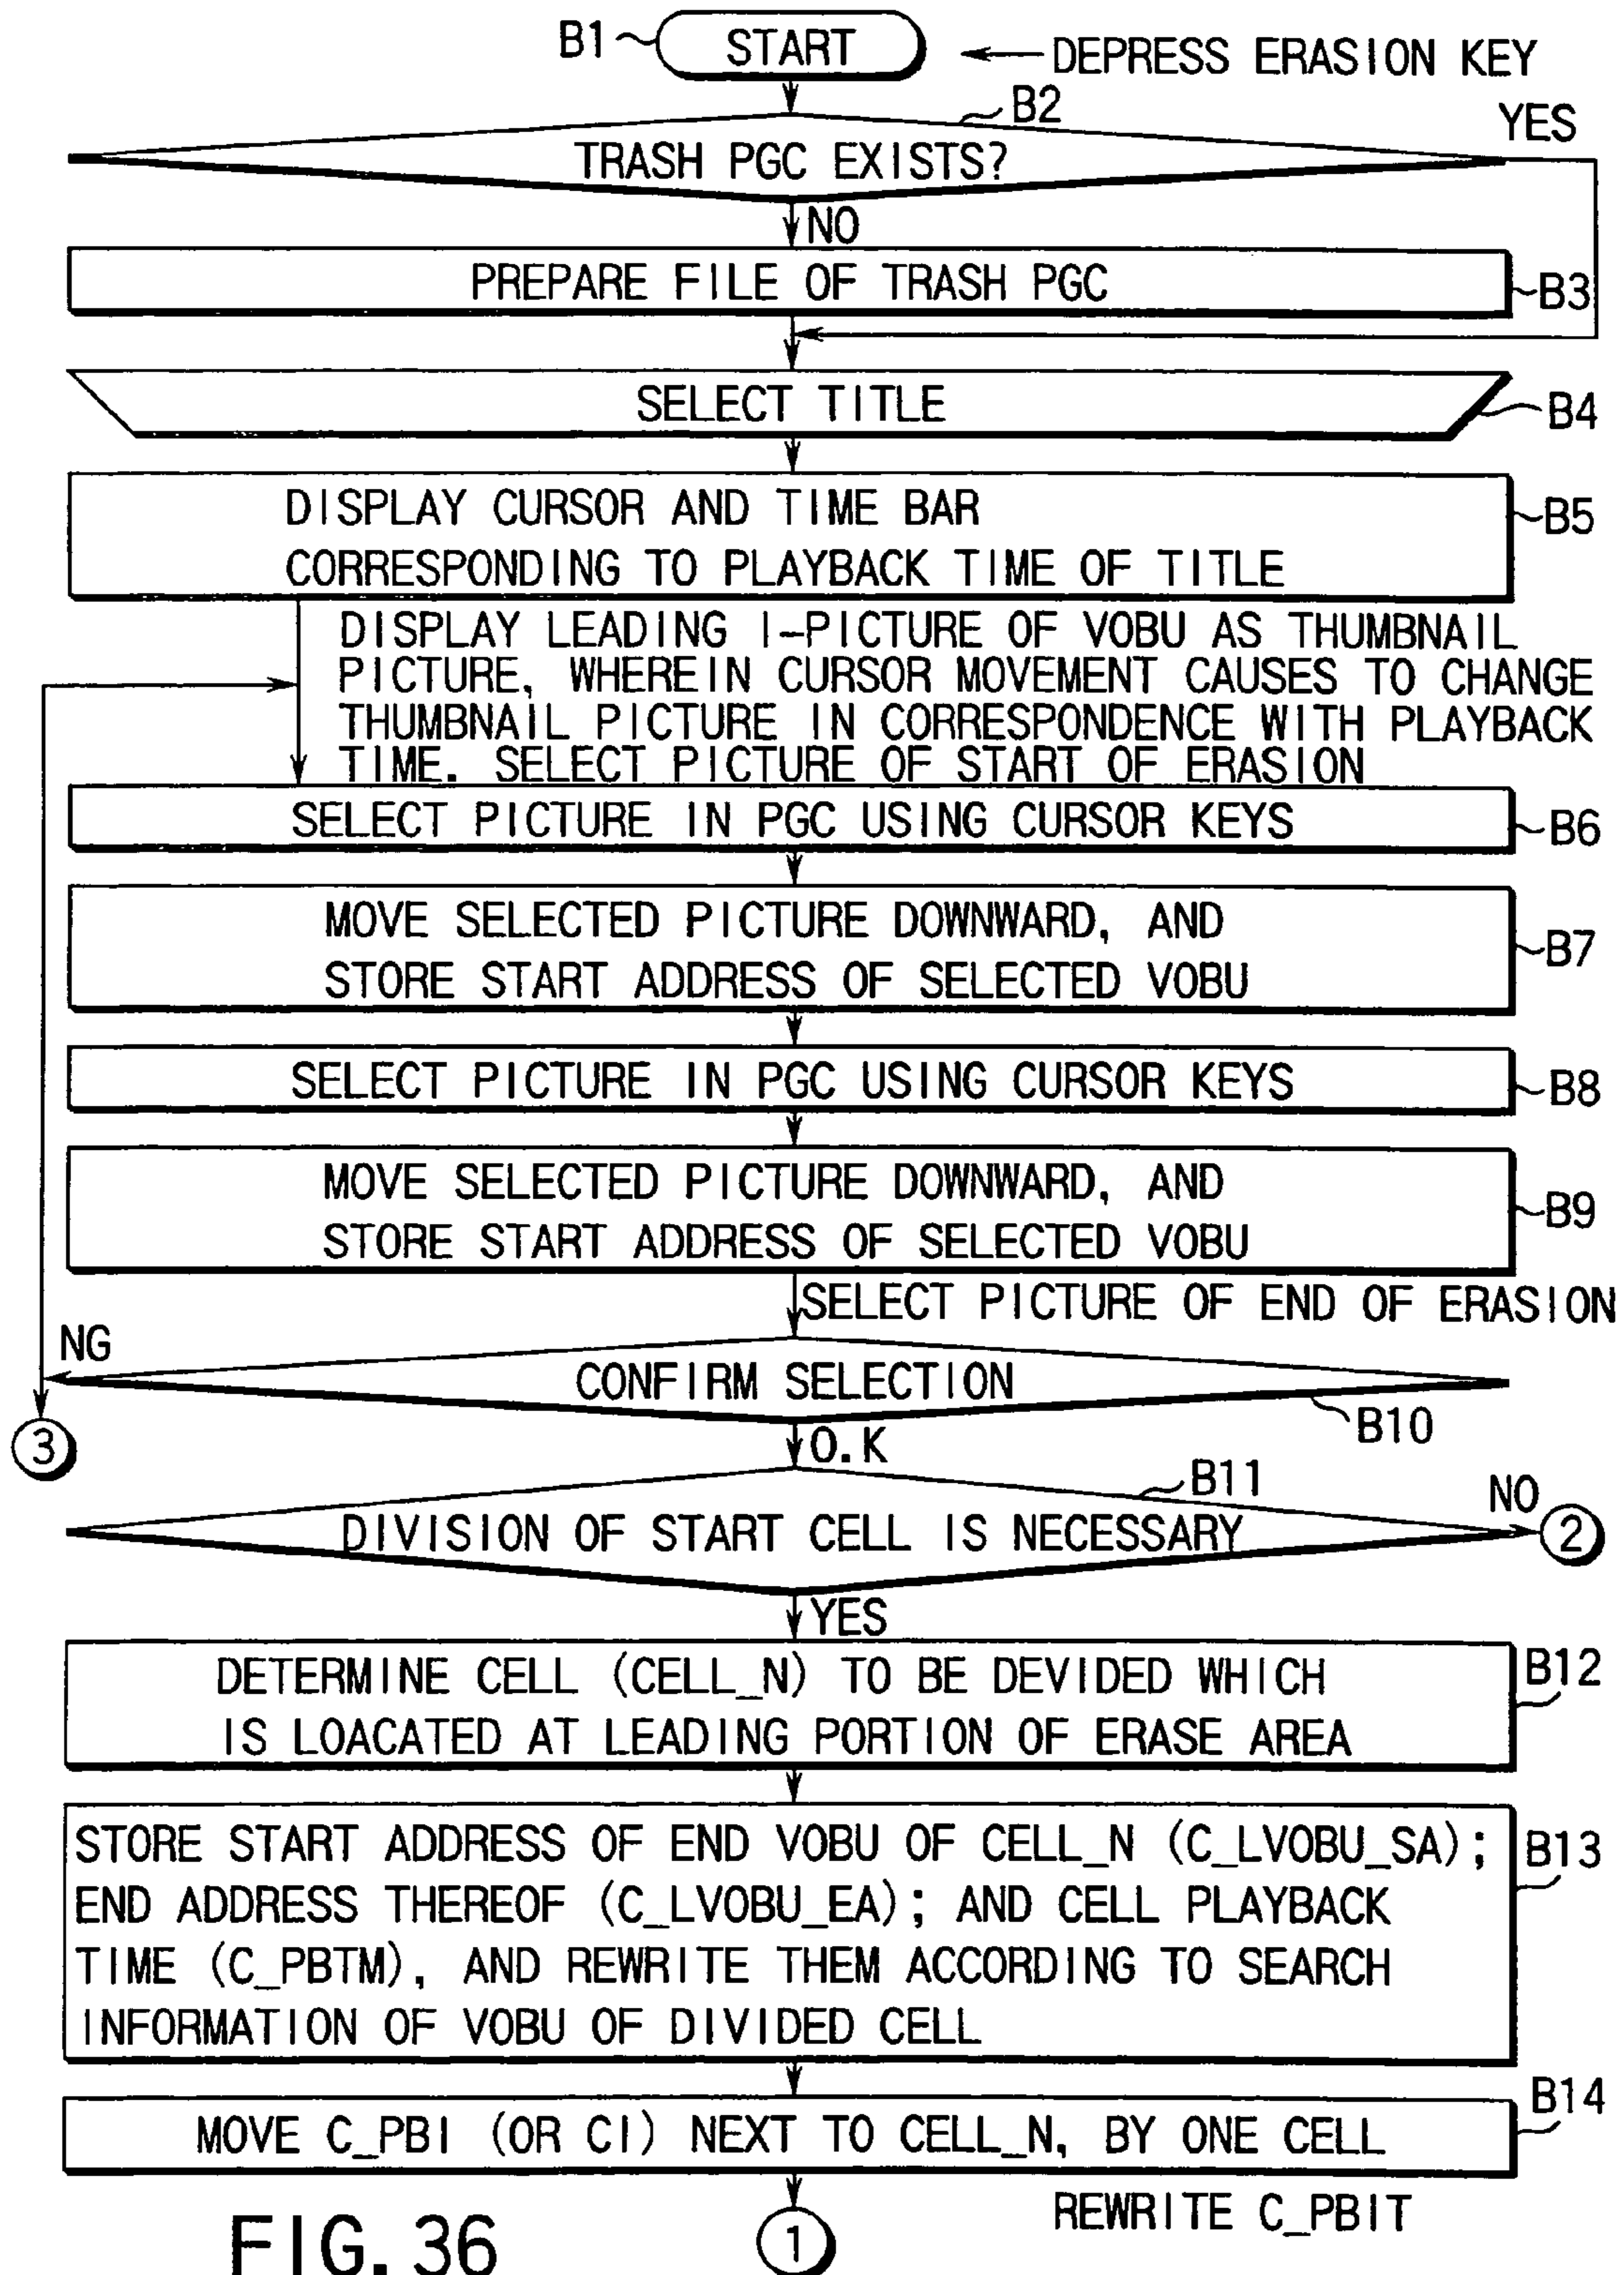 B1
START
DEPRESS ERASION KEY
B2
YES
TRASH PGC EXISTS?
NO
PREPARE FILE OF TRASH PGC
B3
SELECT TITLE
B4
DISPLAY CURSOR AND TIME BAR
CORRESPONDING TO PLAYBACK TIME OF TITLE
B5
DISPLAY LEADING I-PICTURE OF VOBU AS THUMBNAIL
PICTURE, WHEREIN CURSOR MOVEMENT CAUSES TO CHANGE
THUMBNAIL PICTURE IN CORRESPONDENCE WITH PLAYBACK
TIME. SELECT PICTURE OF START OF ERASION
SELECT PICTURE IN PGC USING CURSOR KEYS
B6
MOVE SELECTED PICTURE DOWNWARD, AND
STORE START ADDRESS OF SELECTED VOBU
B7
SELECT PICTURE IN PGC USING CURSOR KEYS
B8
MOVE SELECTED PICTURE DOWNWARD, AND
STORE START ADDRESS OF SELECTED VOBU
B9
SELECT PICTURE OF END OF ERASION
NG
CONFIRM SELECTION
B10
3
O.K
B11
NO
DIVISION OF START CELL IS NECESSARY
2
YES
DETERMINE CELL (CELL_N) TO BE DEVIDED WHICH
IS LOACATED AT LEADING PORTION OF ERASE AREA
B12
STORE START ADDRESS OF END VOBU OF CELL_N (C_LVOBU_SA);
END ADDRESS THEREOF (C_LVOBU_EA); AND CELL PLAYBACK
TIME (C_PBTM), AND REWRITE THEM ACCORDING TO SEARCH
INFORMATION OF VOBU OF DIVIDED CELL
B13
MOVE C_PBI (OR CI) NEXT TO CELL_N, BY ONE CELL
B14
REWRITE C_PBIT
1
FIG. 36